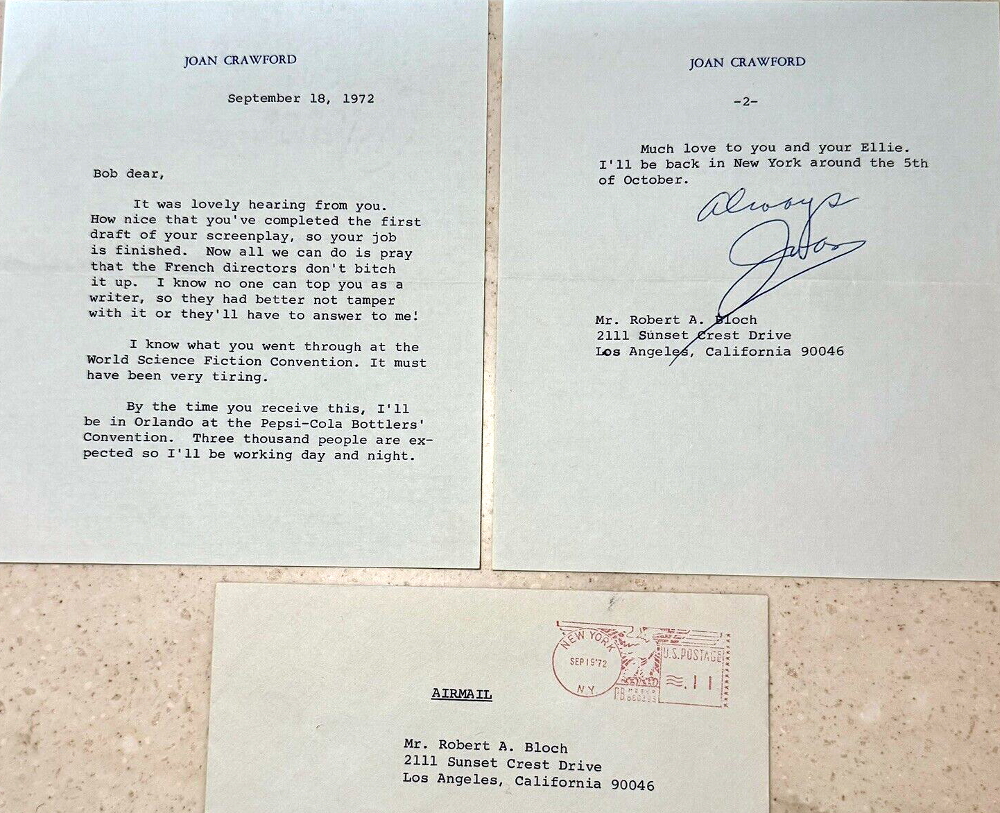 JOAN CRAWFORD
September 18, 1972
Bob dear,
It was lovely hearing from you.
How nice that you've completed the first
draft of your screenplay, so your job
is finished. Now all we can do is pray
that the French directors don't bitch
it up. I know no one can top you as a
writer, so they had better not tamper
with it or they'll have to answer to me!
I know what you went through at the
World Science Fiction Convention. It must
have been very tiring.
By the time you receive this, I'll
be in Orlando at the Pepsi-Cola Bottlers'
Convention. Three thousand people are ex-
pected so I'll be working day and night.
JOAN CRAWFORD
-2-
Much love to you and your Ellie.
I'll be back in New York around the 5th
of October.
Always
Joan
Mr. Robert A. Bloch
2111 Sunset Crest Drive
Los Angeles, California 90046
NEW YORK
SEP 19 '72
N.Y.
U.S. POSTAGE
.11
PB METER
AIRMAIL
Mr. Robert A. Bloch
2111 Sunset Crest Drive
Los Angeles, California 90046